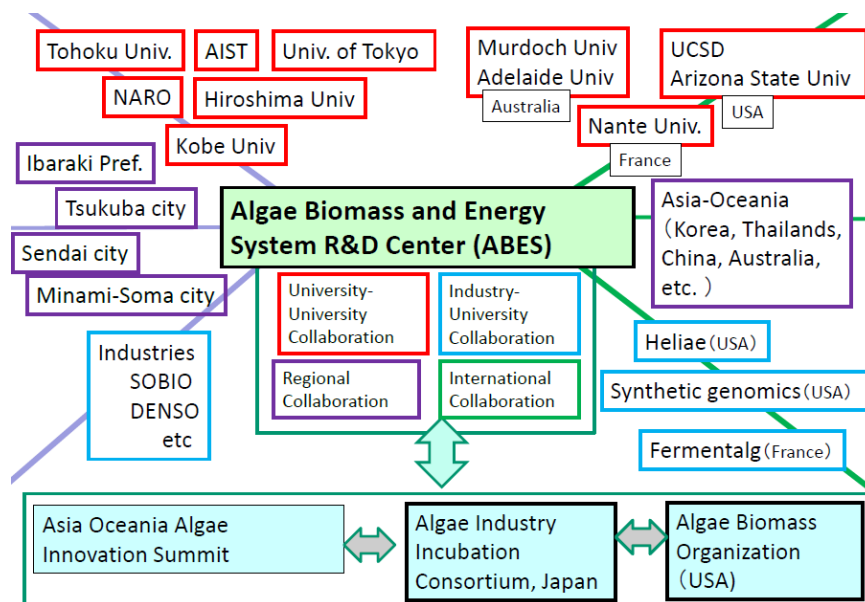 Tohoku Univ.
AIST
Univ. of Tokyo
NARO
Hiroshima Univ
Kobe Univ
Murdoch Univ
Adelaide Univ
Australia
UCSD
Arizona State Univ
USA
Nante Univ.
France
Ibaraki Pref.
Tsukuba city
Sendai city
Minami-Soma city
Algae Biomass and Energy
System R&D Center (ABES)
Asia-Oceania
（Korea, Thailands,
China, Australia,
etc. ）
University-
University
Collaboration
Industry-
University
Collaboration
Regional
Collaboration
International
Collaboration
Industries
SOBIO
DENSO
etc
Heliae（USA）
Synthetic genomics（USA）
Fermentalg（France）
Asia Oceania Algae
Innovation Summit
Algae Industry
Incubation
Consortium, Japan
Algae Biomass
Organization
（USA）